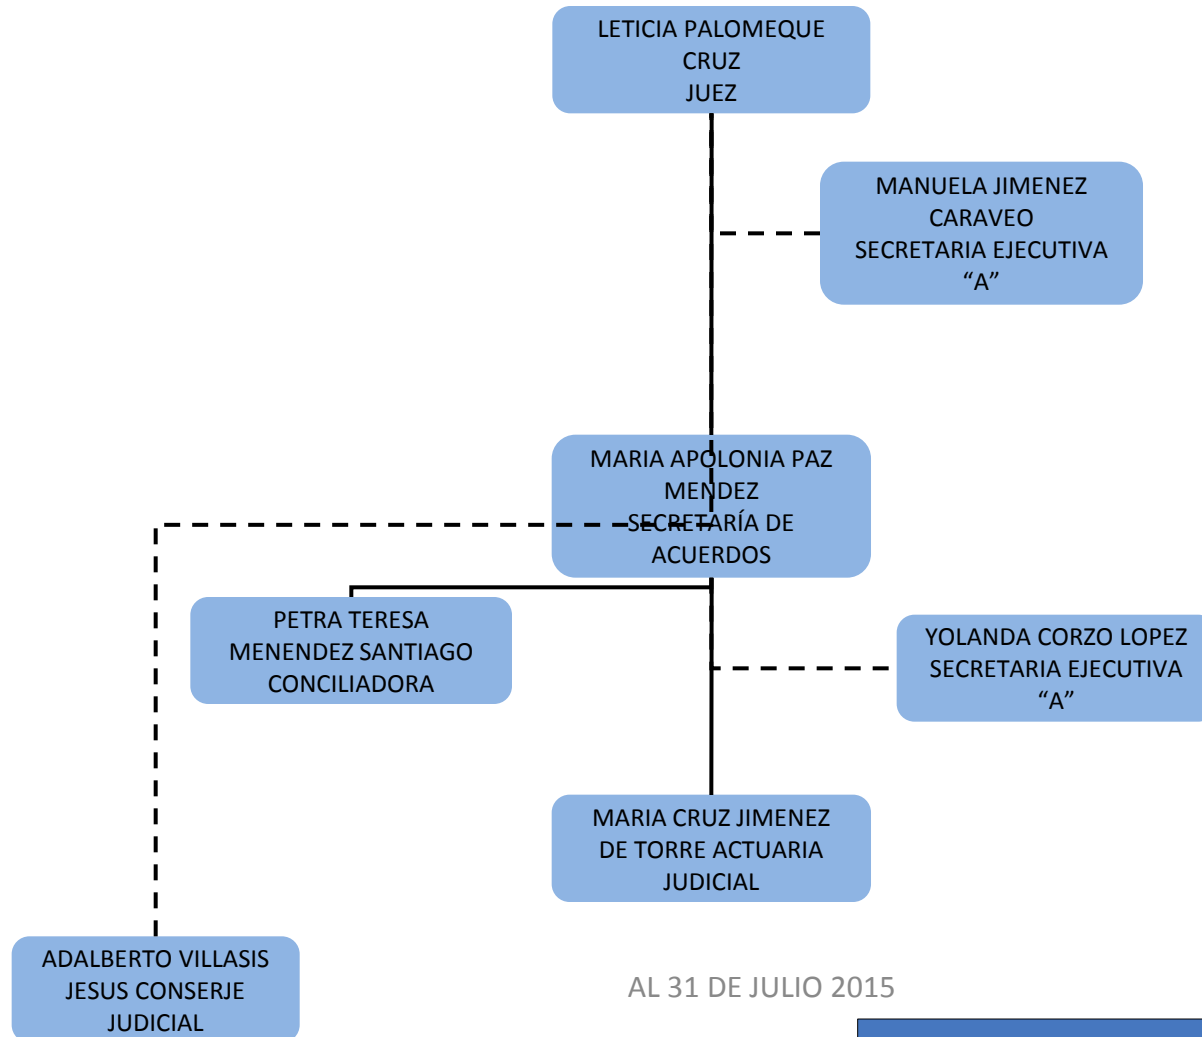 LETICIA PALOMEQUE
CRUZ
JUEZ
MANUELA JIMENEZ
CARAVEO
SECRETARIA EJECUTIVA
“A”
MARIA APOLONIA PAZ
MENDEZ
SECRETARÍA DE
ACUERDOS
PETRA TERESA
MENENDEZ SANTIAGO
CONCILIADORA
YOLANDA CORZO LOPEZ
SECRETARIA EJECUTIVA
“A”
MARIA CRUZ JIMENEZ
DE TORRE ACTUARIA
JUDICIAL
ADALBERTO VILLASIS
JESUS CONSERJE
JUDICIAL
AL 31 DE JULIO 2015